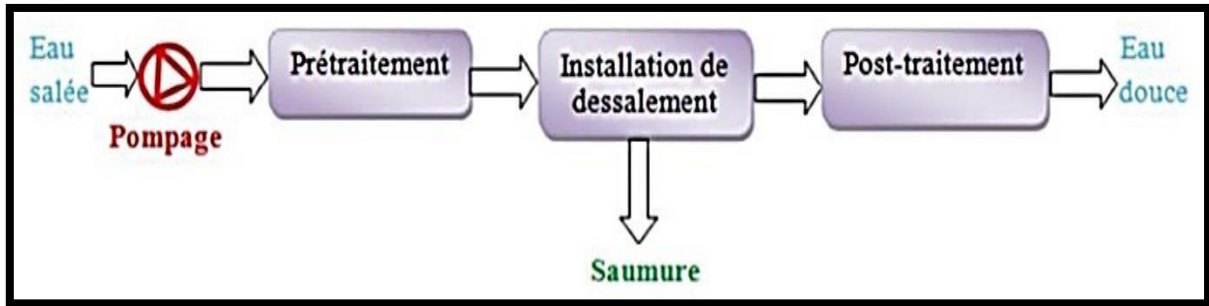 Eau
salée
Pompage
Prétraitement
Installation de
dessalement
Saumure
Post-traitement
Eau
douce